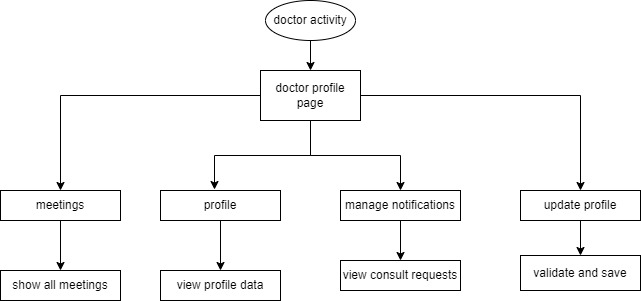 doctor activity
doctor profile
page
meetings
profile
manage notifications
update profile
show all meetings
view profile data
view consult requests
validate and save